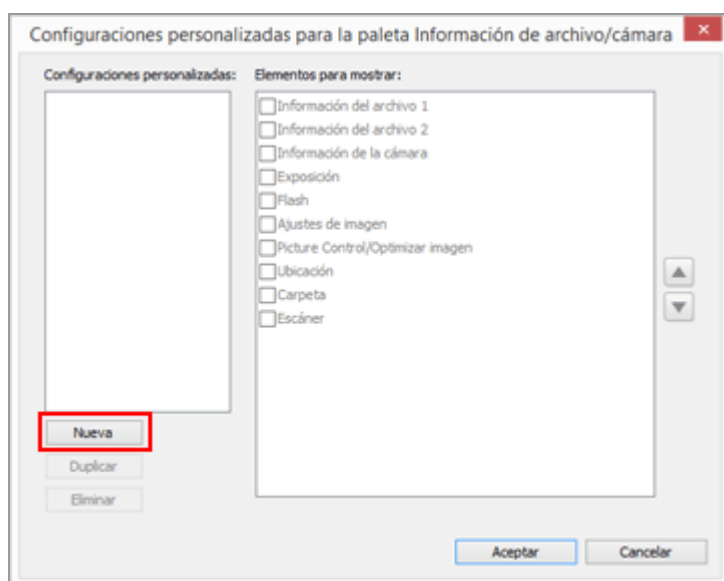 Configuraciones personalizadas para la paleta Información de archivo/cámara
Configuraciones personalizadas:
Elementos para mostrar:
Información del archivo 1
Información del archivo 2
Información de la cámara
Exposición
Flash
Ajustes de imagen
Picture Control/Optimizar imagen
Ubicación
Carpeta
Escáner
Nueva
Duplicar
Eliminar
Aceptar
Cancelar